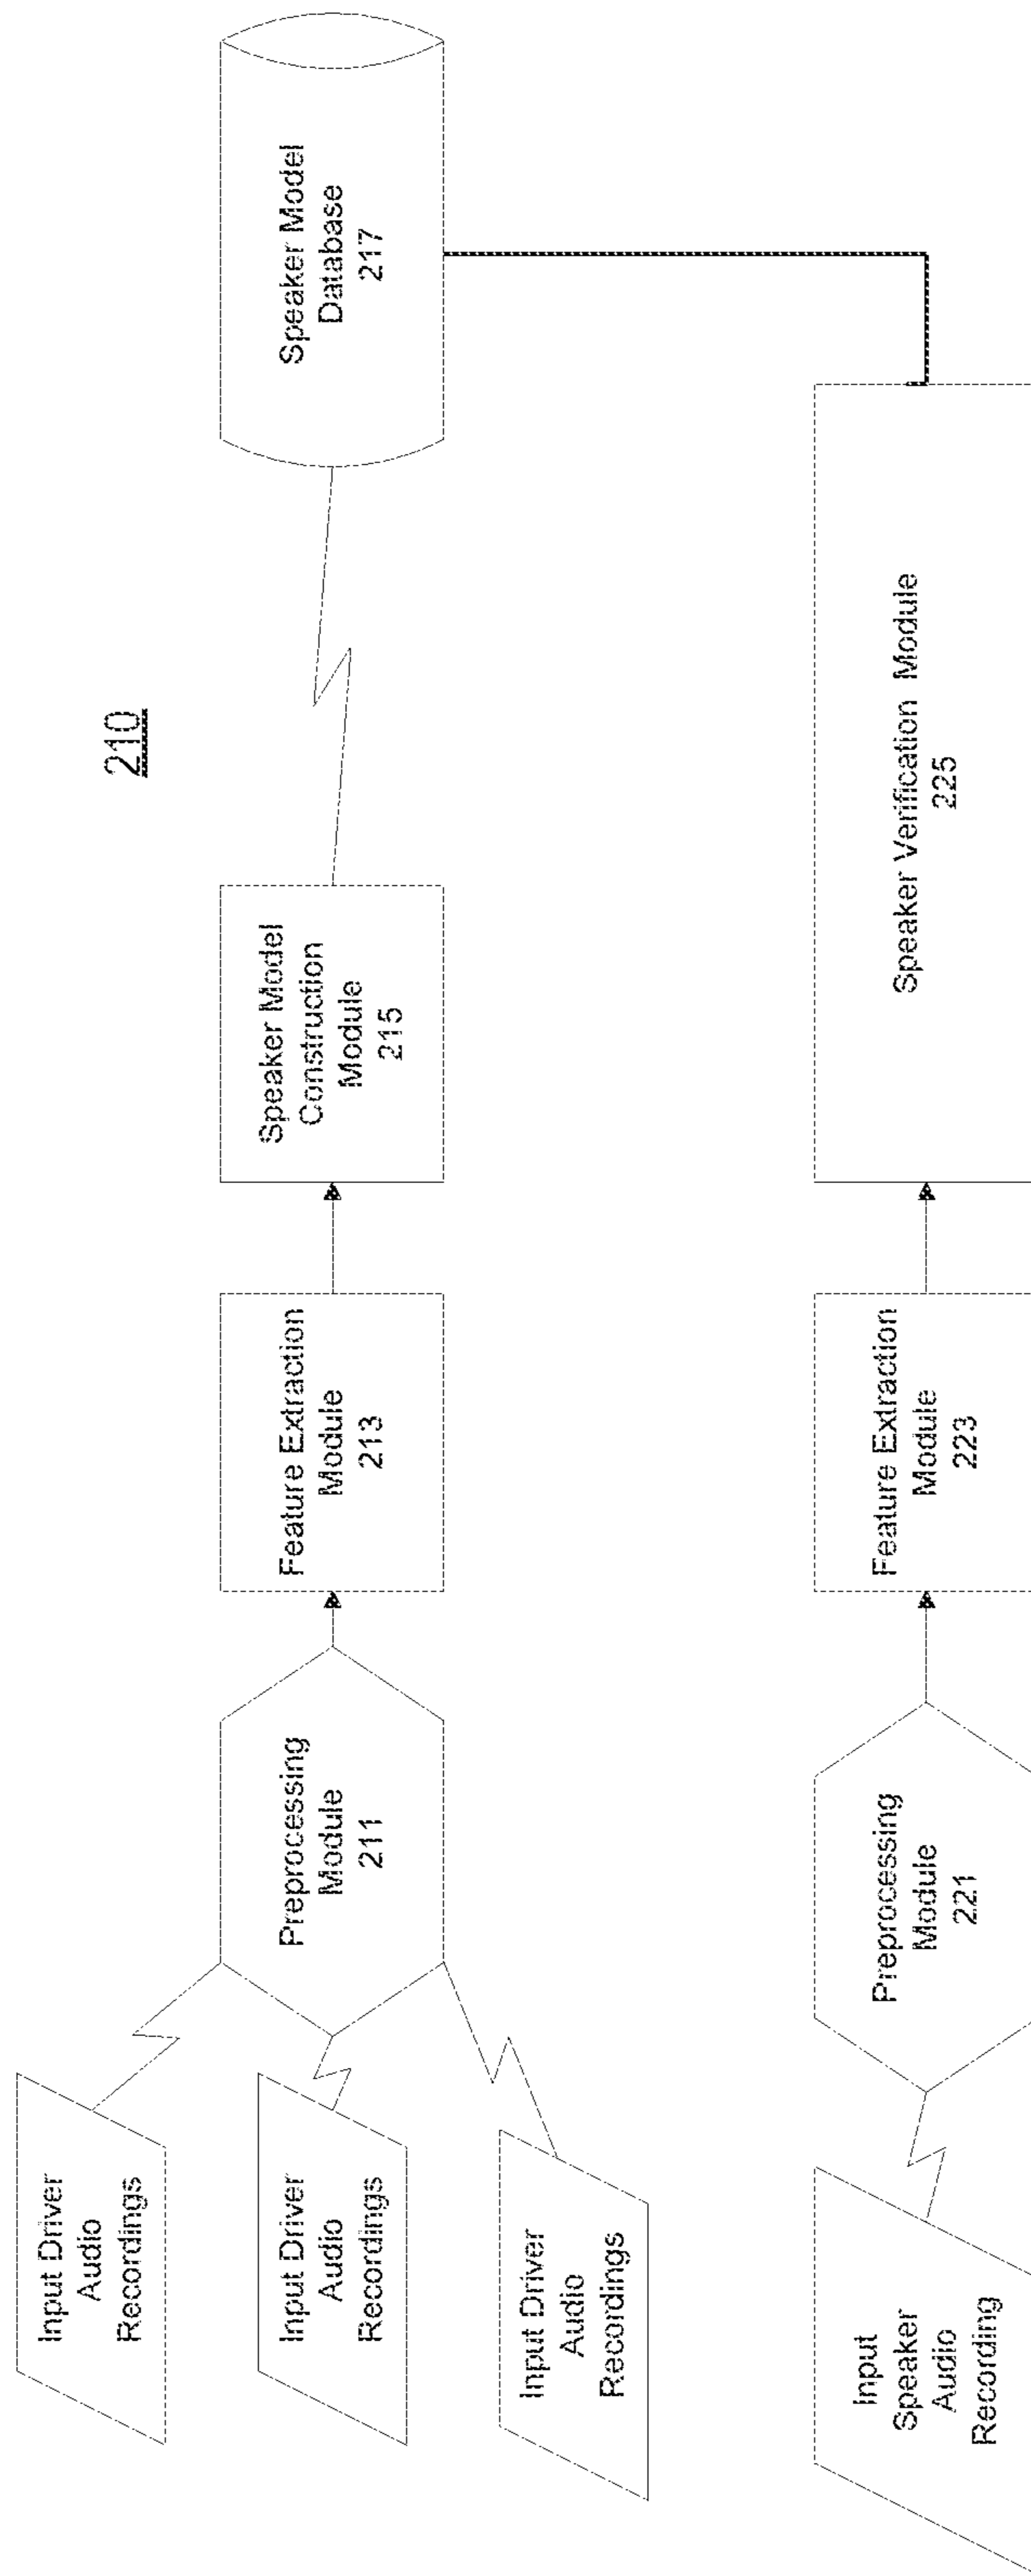 210
Input Driver
Audio
Recordings
Input Driver
Audio
Recordings
Input Driver
Audio
Recordings
Preprocessing
Module
211
Feature Extraction
Module
213
Speaker Model
Construction
Module
215
Speaker Model
Database
217
Input
Speaker
Audio
Recording
Preprocessing
Module
221
Feature Extraction
Module
223
Speaker Verification Module
225